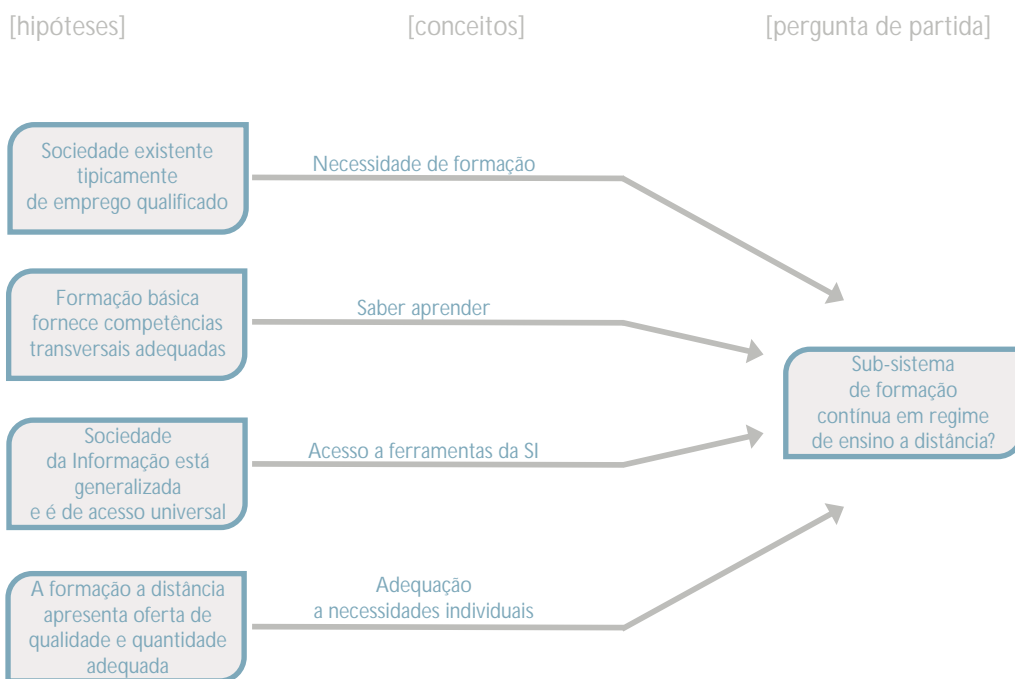 [hipóteses]
[conceitos]
[pergunta de partida]
Sociedade existente
tipicamente
de emprego qualificado
Necessidade de formação
Formação básica
fornece competências
transversais adequadas
Saber aprender
Sub-sistema
de formação
contínua em regime
de ensino a distância?
Sociedade
da Informação está
generalizada
e é de acesso universal
Acesso a ferramentas da SI
A formação a distância
apresenta oferta de
qualidade e quantidade
adequada
Adequação
a necessidades individuais